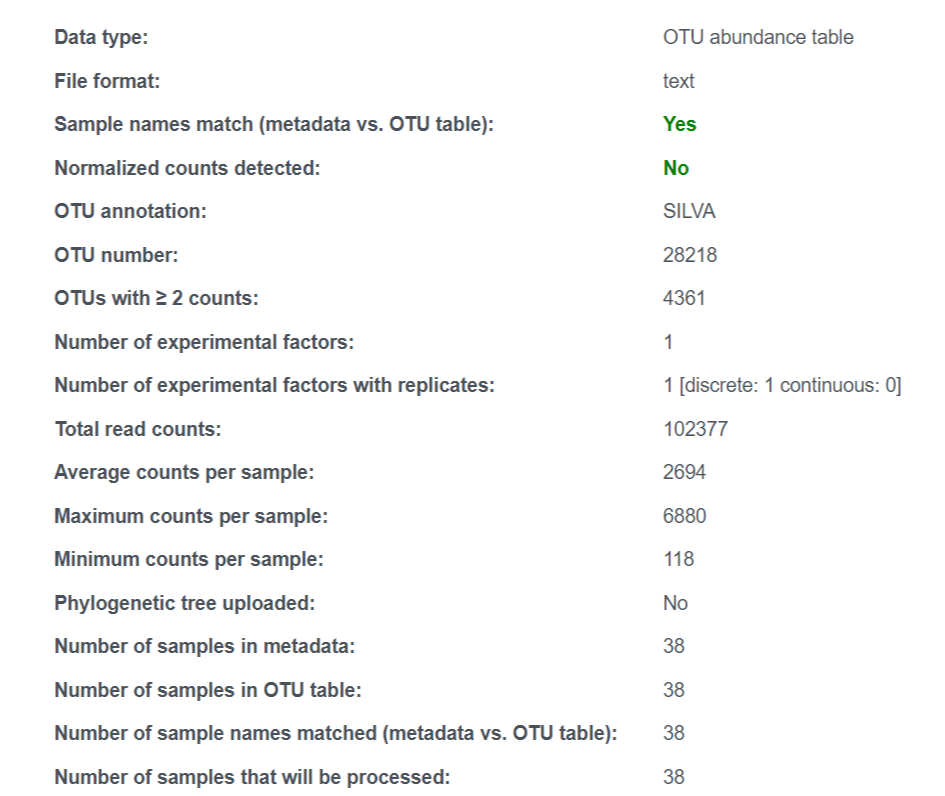 Data type: OTU abundance table
File format: text
Sample names match (metadata vs. OTU table): Yes
Normalized counts detected: No
OTU annotation: SILVA
OTU number: 28218
OTUs with ≥ 2 counts: 4361
Number of experimental factors: 1
Number of experimental factors with replicates: 1 [discrete: 1 continuous: 0]
Total read counts: 102377
Average counts per sample: 2694
Maximum counts per sample: 6880
Minimum counts per sample: 118
Phylogenetic tree uploaded: No
Number of samples in metadata: 38
Number of samples in OTU table: 38
Number of sample names matched (metadata vs. OTU table): 38
Number of samples that will be processed: 38